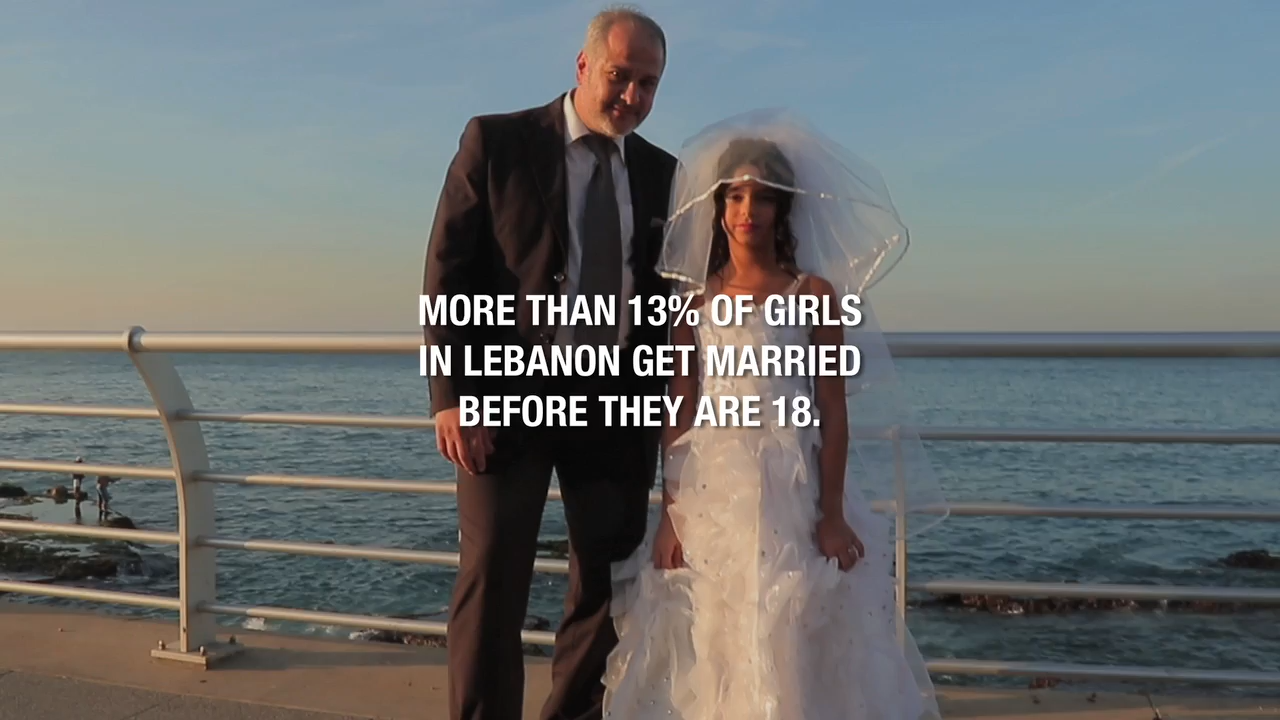 MORE THAN 13% OF GIRLS
IN LEBANON GET MARRIED
BEFORE THEY ARE 18.